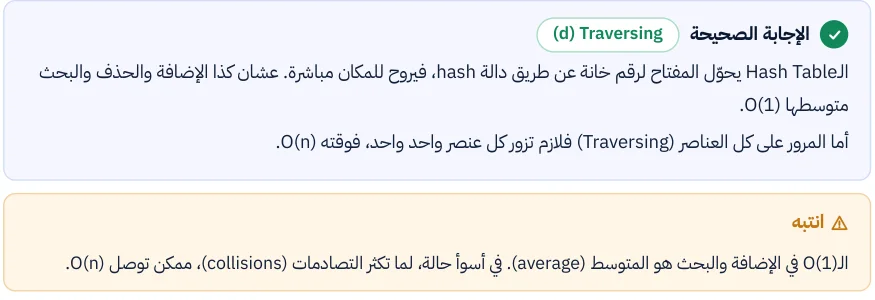 الإجابة الصحيحة (d) Traversing
الـHash Table يحوّل المفتاح لرقم خانة عن طريق دالة hash، فيروح للمكان مباشرة. عشان كذا الإضافة والحذف والبحث
متوسطها O(1).
أما المرور على كل العناصر (Traversing) فلازم تزور كل عنصر واحد واحد، فوقته O(n).
انتبه
الـO(1) في الإضافة والبحث هو المتوسط (average). في أسوأ حالة، لما تكثر التصادمات (collisions)، ممكن توصل O(n).